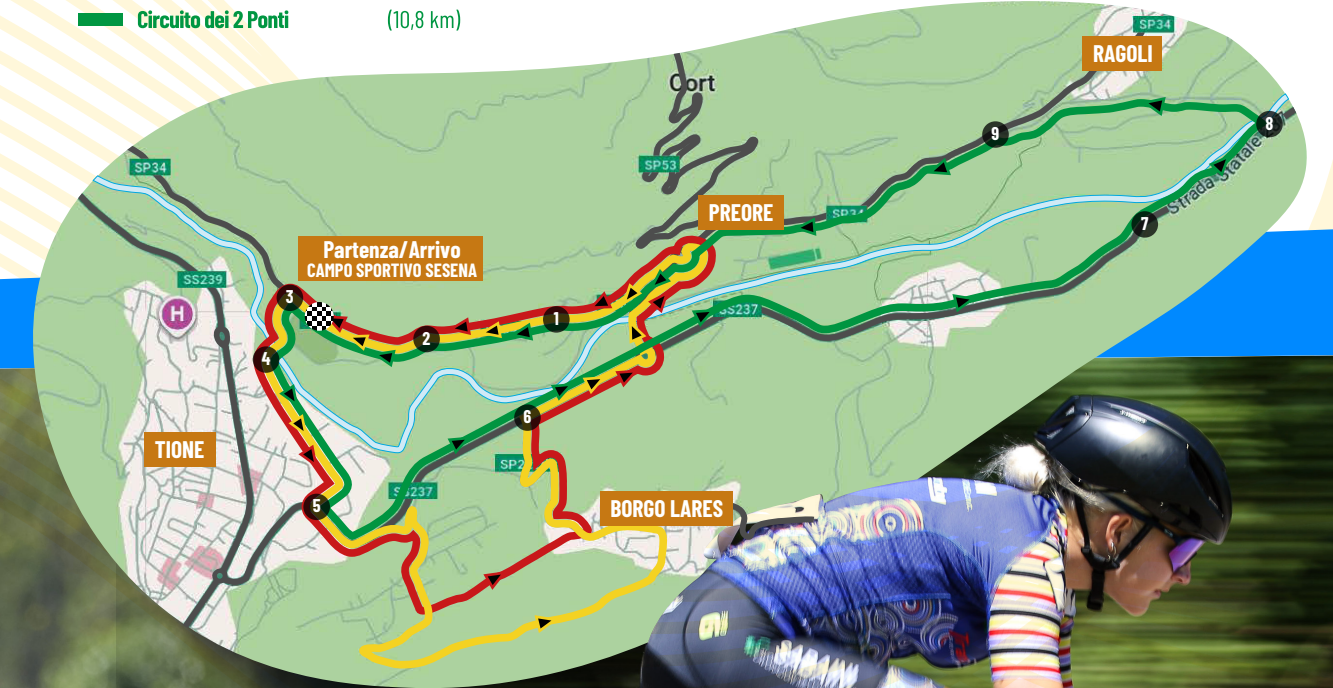 Circuito dei 2 Ponti (10,8 km)
SP34
RAGOLI
Cort
8
9
SP34
SP53
Strada Statale
PREORE
SP34
7
Partenza/Arrivo
CAMPO SPORTIVO SESENA
SS239
H
3
1
SS237
2
4
6
TIONE
SP2
SS237
5
BORGO LARES
6